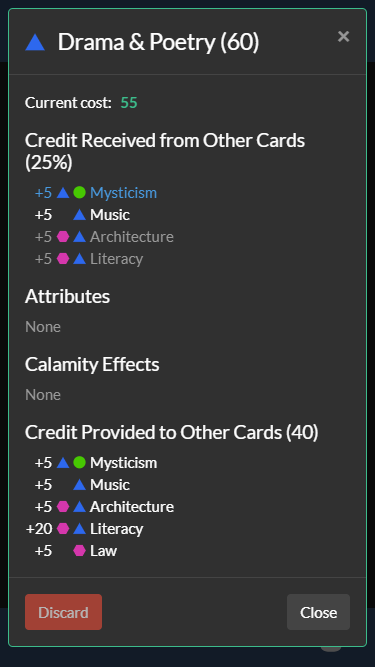 Drama & Poetry (60)
×
Current cost: 55
Credit Received from Other Cards
(25%)
+5 Mysticism
+5 Music
+5 Architecture
+5 Literacy
Attributes
None
Calamity Effects
None
Credit Provided to Other Cards (40)
+5 Mysticism
+5 Music
+5 Architecture
+20 Literacy
+5 Law
Discard
Close